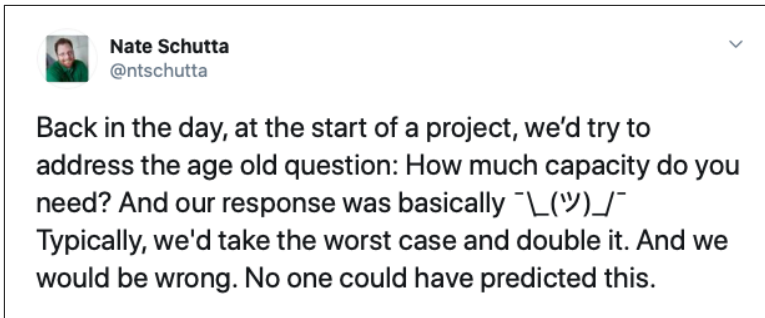 Nate Schutta
@ntschutta
Back in the day, at the start of a project, we’d try to
address the age old question: How much capacity do you
need? And our response was basically ¯\_(ツ)_/¯
Typically, we'd take the worst case and double it. And we
would be wrong. No one could have predicted this.